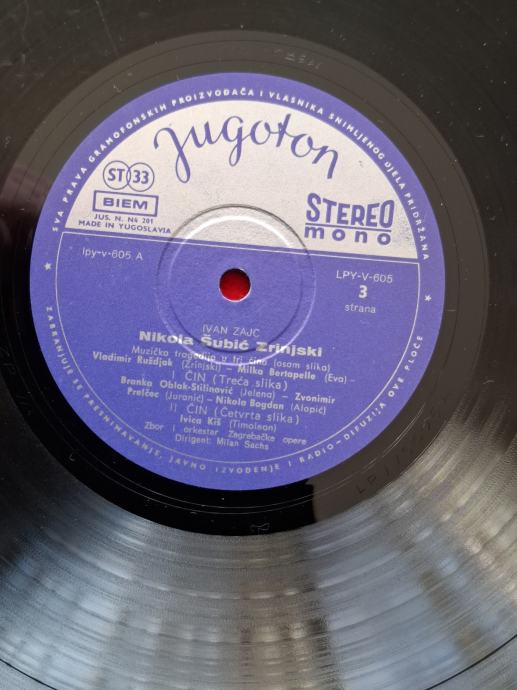 SVA PRAVA GRAMOFONSKIH PROIZVOĐAČA I VLASNIKA SNIMLJENOG DJELA PRIDRŽANA
Jugoton
ST 33
BIEM
JUS. N. N4 201
MADE IN YUGOSLAVIA
STEREO
mono
lpy-v-605 A
LPY-V-605
3
strana
IVAN ZAJC
Nikola Šubić Zrinjski
Muzička tragedija u tri čina (osam slika)
Vladimir Ruždjak (Zrinjski) – Milka Bertapelle (Eva) –
I ČIN (Treća slika)
Branka Oblak-Stilinović (Jelena) – Zvonimir
Prelčec (Juranić) – Nikola Bogdan (Alapić)
II ČIN (Četvrta slika)
Ivica Kiš (Timoleon)
Zbor i orkestar Zagrebačke opere
Dirigent: Milan Sachs
ZABRANJUJE SE PRESNIMAVANJE, JAVNO IZVOĐENJE I RADIO-DIFUZIJA OVE PLOČE